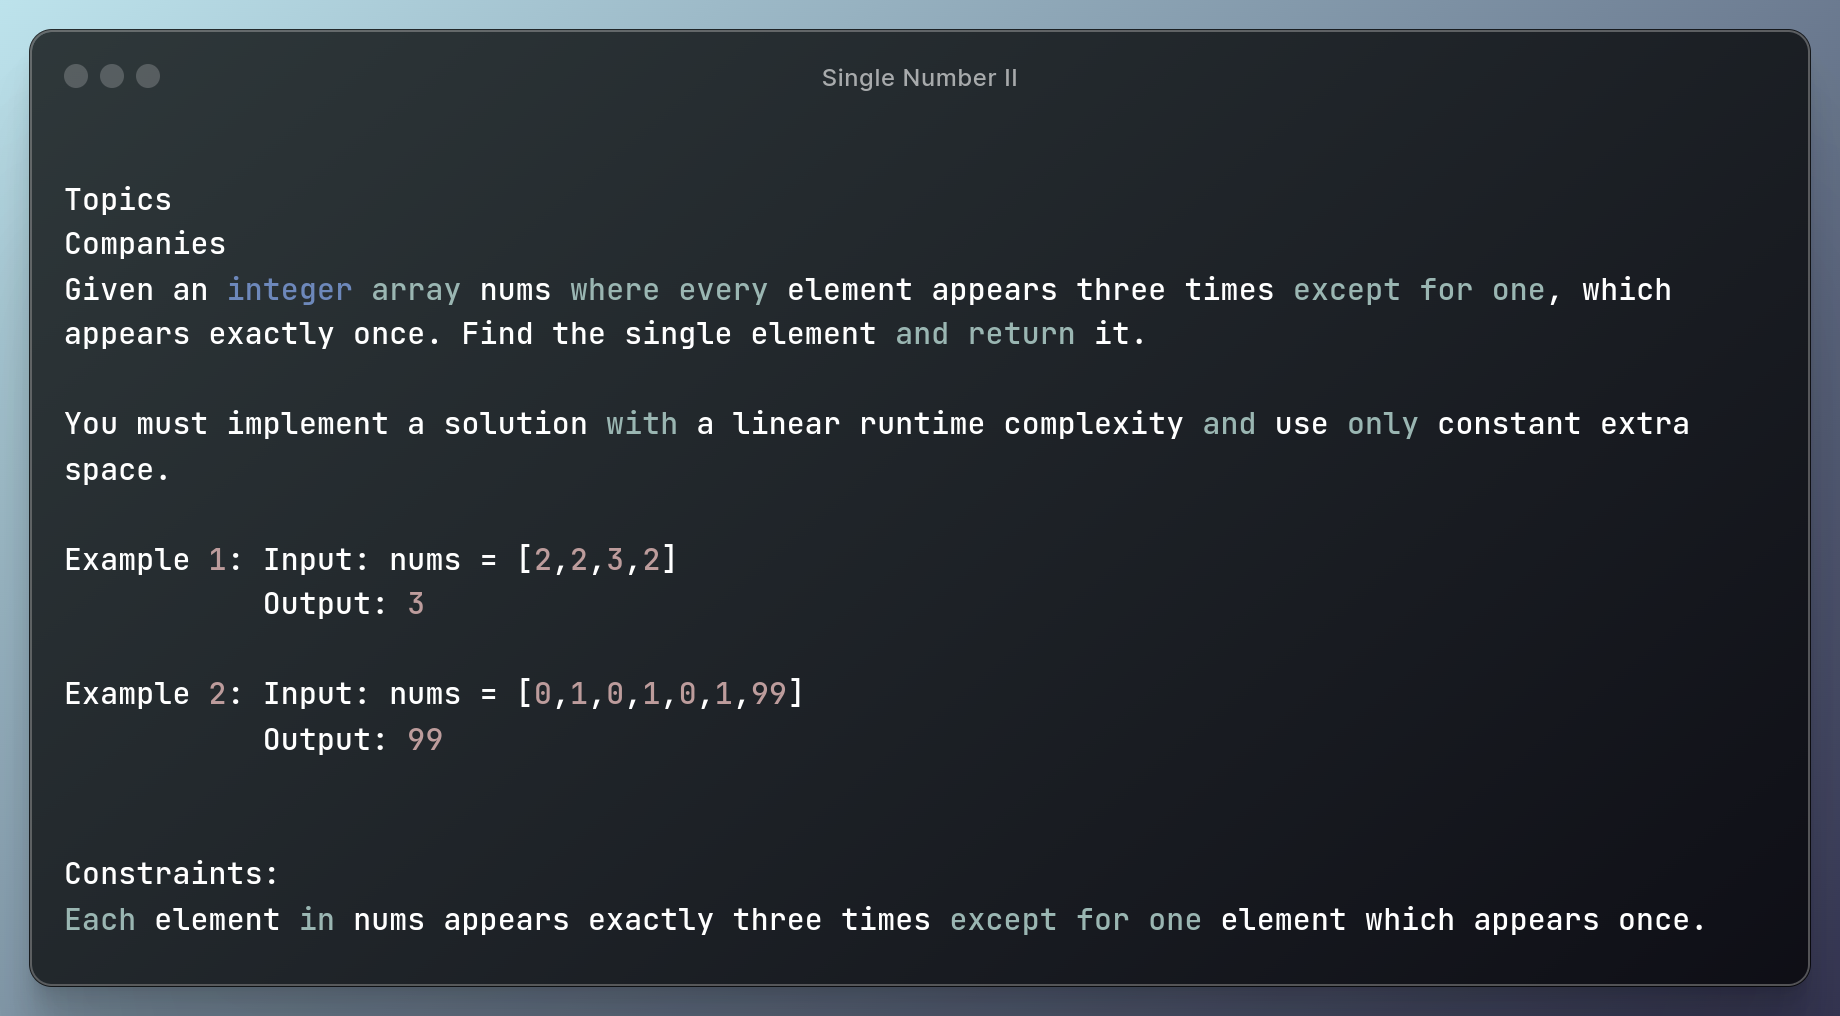 Single Number II
Topics
Companies
Given an integer array nums where every element appears three times except for one, which
appears exactly once. Find the single element and return it.
You must implement a solution with a linear runtime complexity and use only constant extra
space.
Example 1: Input: nums = [2,2,3,2]
Output: 3
Example 2: Input: nums = [0,1,0,1,0,1,99]
Output: 99
Constraints:
Each element in nums appears exactly three times except for one element which appears once.